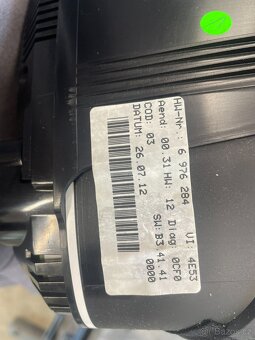 HW-Nr.: 6 976 284 VI: 4E53
Aend: 00.31 HW: 12 Diag: 0CF0
COD: 03 SW: B3.41.41
DATUM: 26.07.12 0000